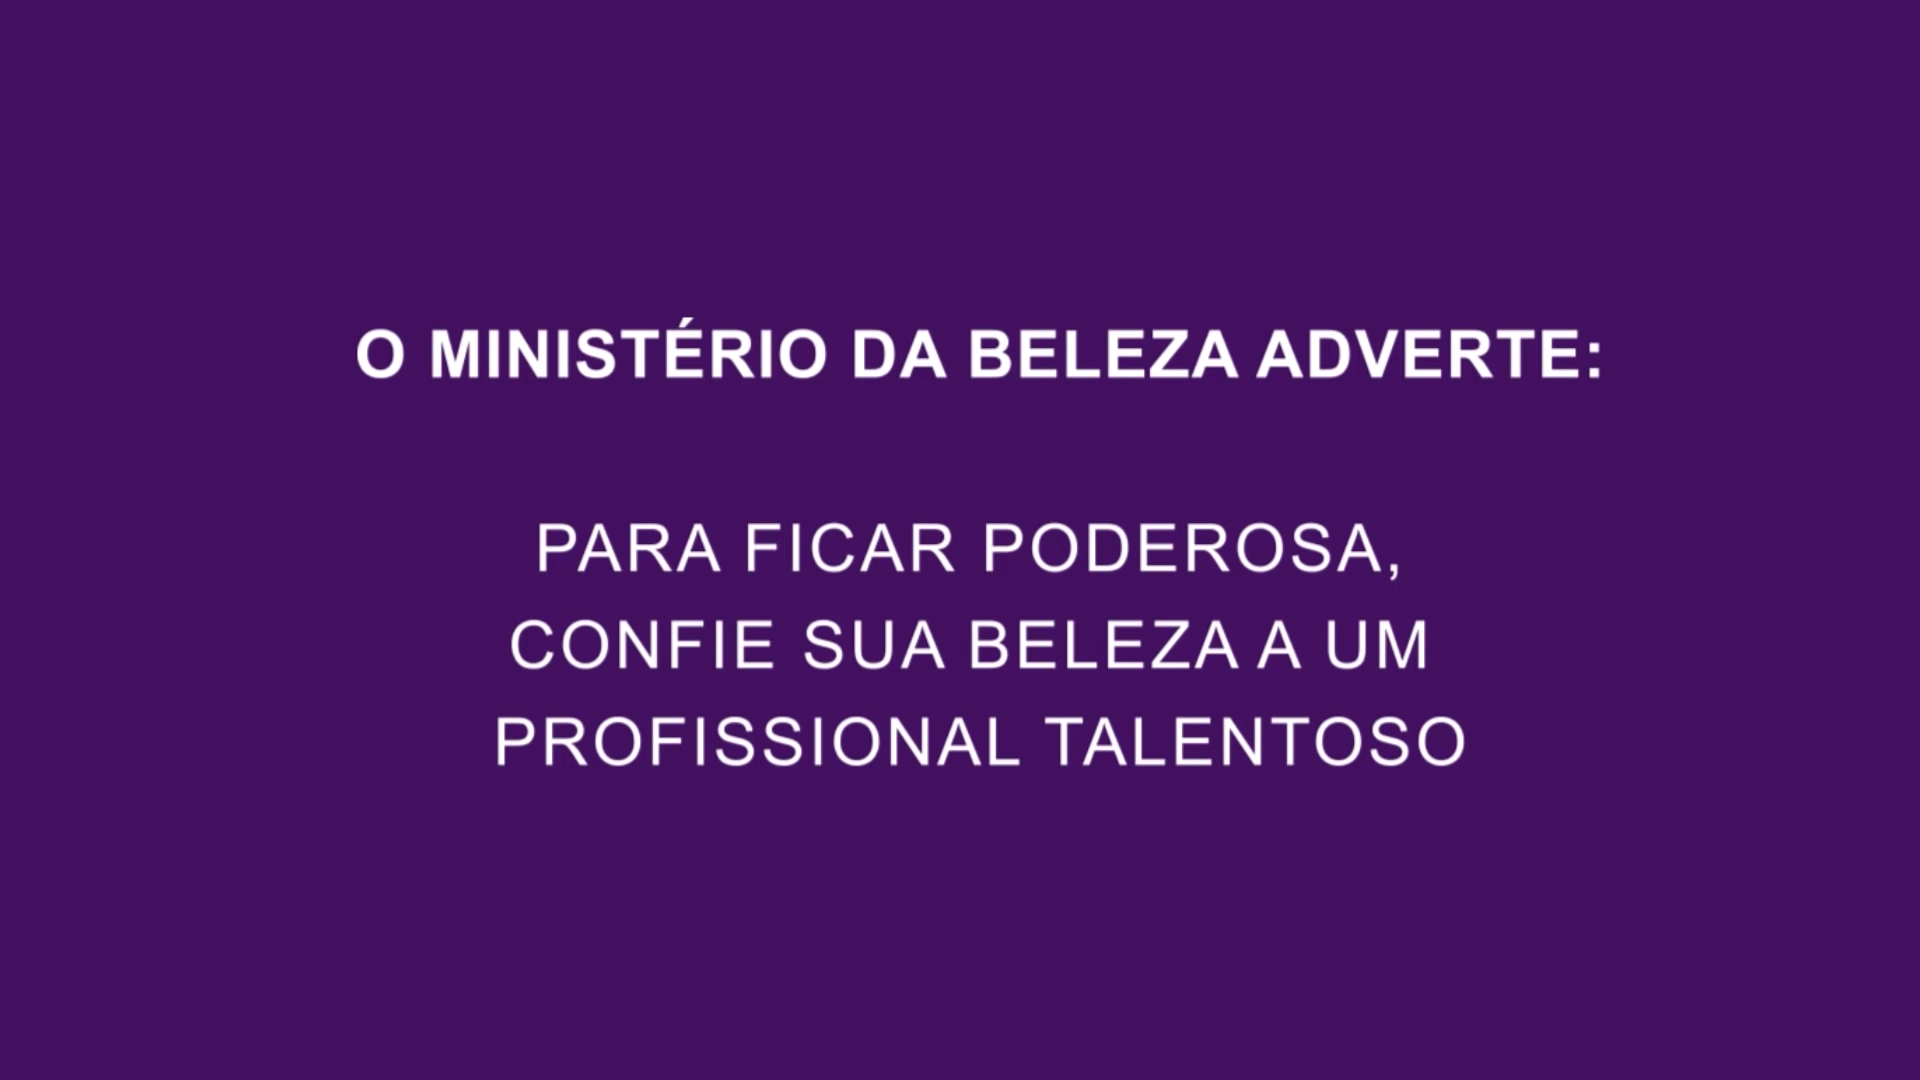 O MINISTÉRIO DA BELEZA ADVERTE:
PARA FICAR PODEROSA,
CONFIE SUA BELEZA A UM
PROFISSIONAL TALENTOSO